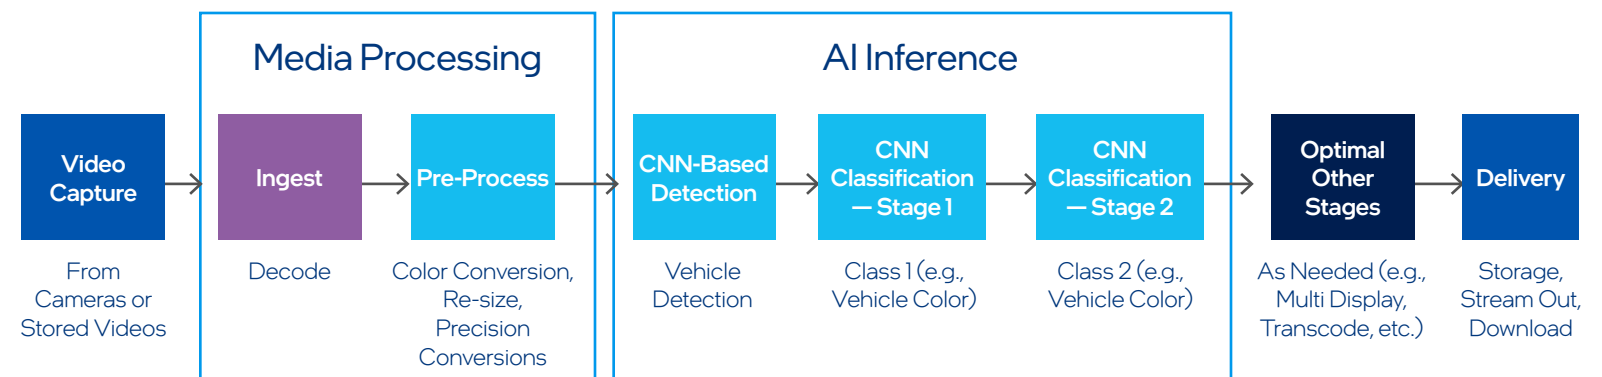 Media Processing
AI Inference
Video
Capture
Ingest
Pre-Process
CNN-Based
Detection
CNN
Classification
— Stage 1
CNN
Classification
— Stage 2
Optimal
Other
Stages
Delivery
From
Cameras or
Stored Videos
Decode
Color Conversion,
Re-size,
Precision
Conversions
Vehicle
Detection
Class 1 (e.g.,
Vehicle Color)
Class 2 (e.g.,
Vehicle Color)
As Needed (e.g.,
Multi Display,
Transcode, etc.)
Storage,
Stream Out,
Download